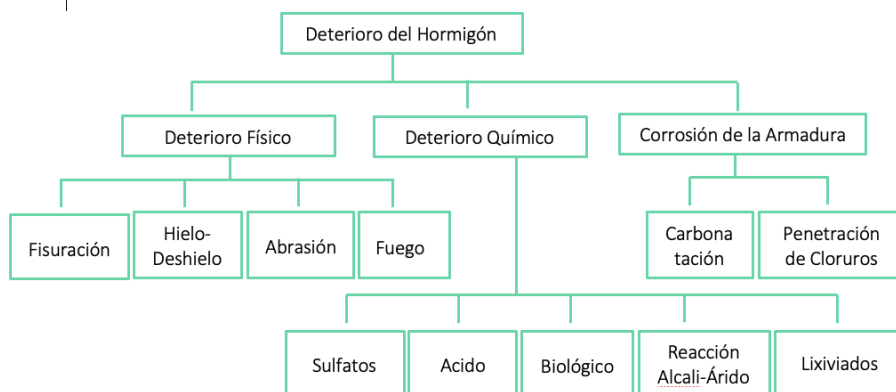 Deterioro del Hormigón
Deterioro Físico
Deterioro Químico
Corrosión de la Armadura
Fisuración
Hielo-
Deshielo
Abrasión
Fuego
Carbona
tación
Penetración
de Cloruros
Sulfatos
Acido
Biológico
Reacción
Alcali-Árido
Lixiviados